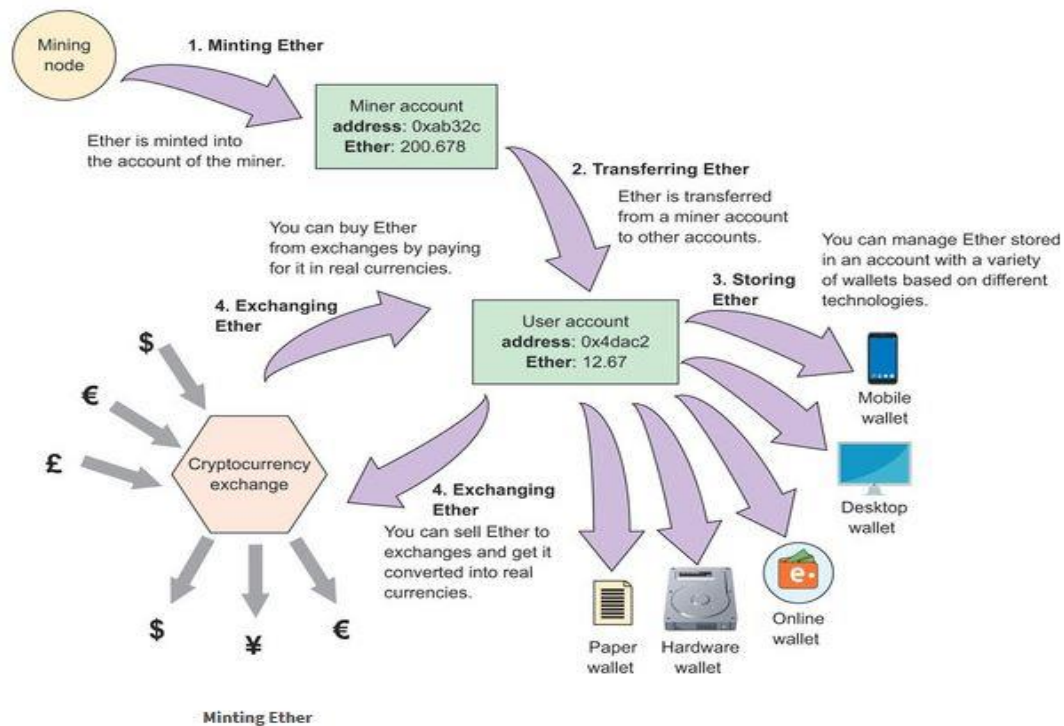 Mining
node
1. Minting Ether
Ether is minted into
the account of the miner.
Miner account
address: 0xab32c
Ether: 200.678
2. Transferring Ether
Ether is transferred
from a miner account
to other accounts.
You can buy Ether
from exchanges by paying
for it in real currencies.
4. Exchanging
Ether
You can manage Ether stored
in an account with a variety
of wallets based on different
technologies.
3. Storing
Ether
User account
address: 0x4dac2
Ether: 12.67
$
€
£
Cryptocurrency
exchange
4. Exchanging
Ether
You can sell Ether to
exchanges and get it
converted into real
currencies.
$
¥
€
Mobile
wallet
Desktop
wallet
e
Online
wallet
Hardware
wallet
Paper
wallet
Minting Ether